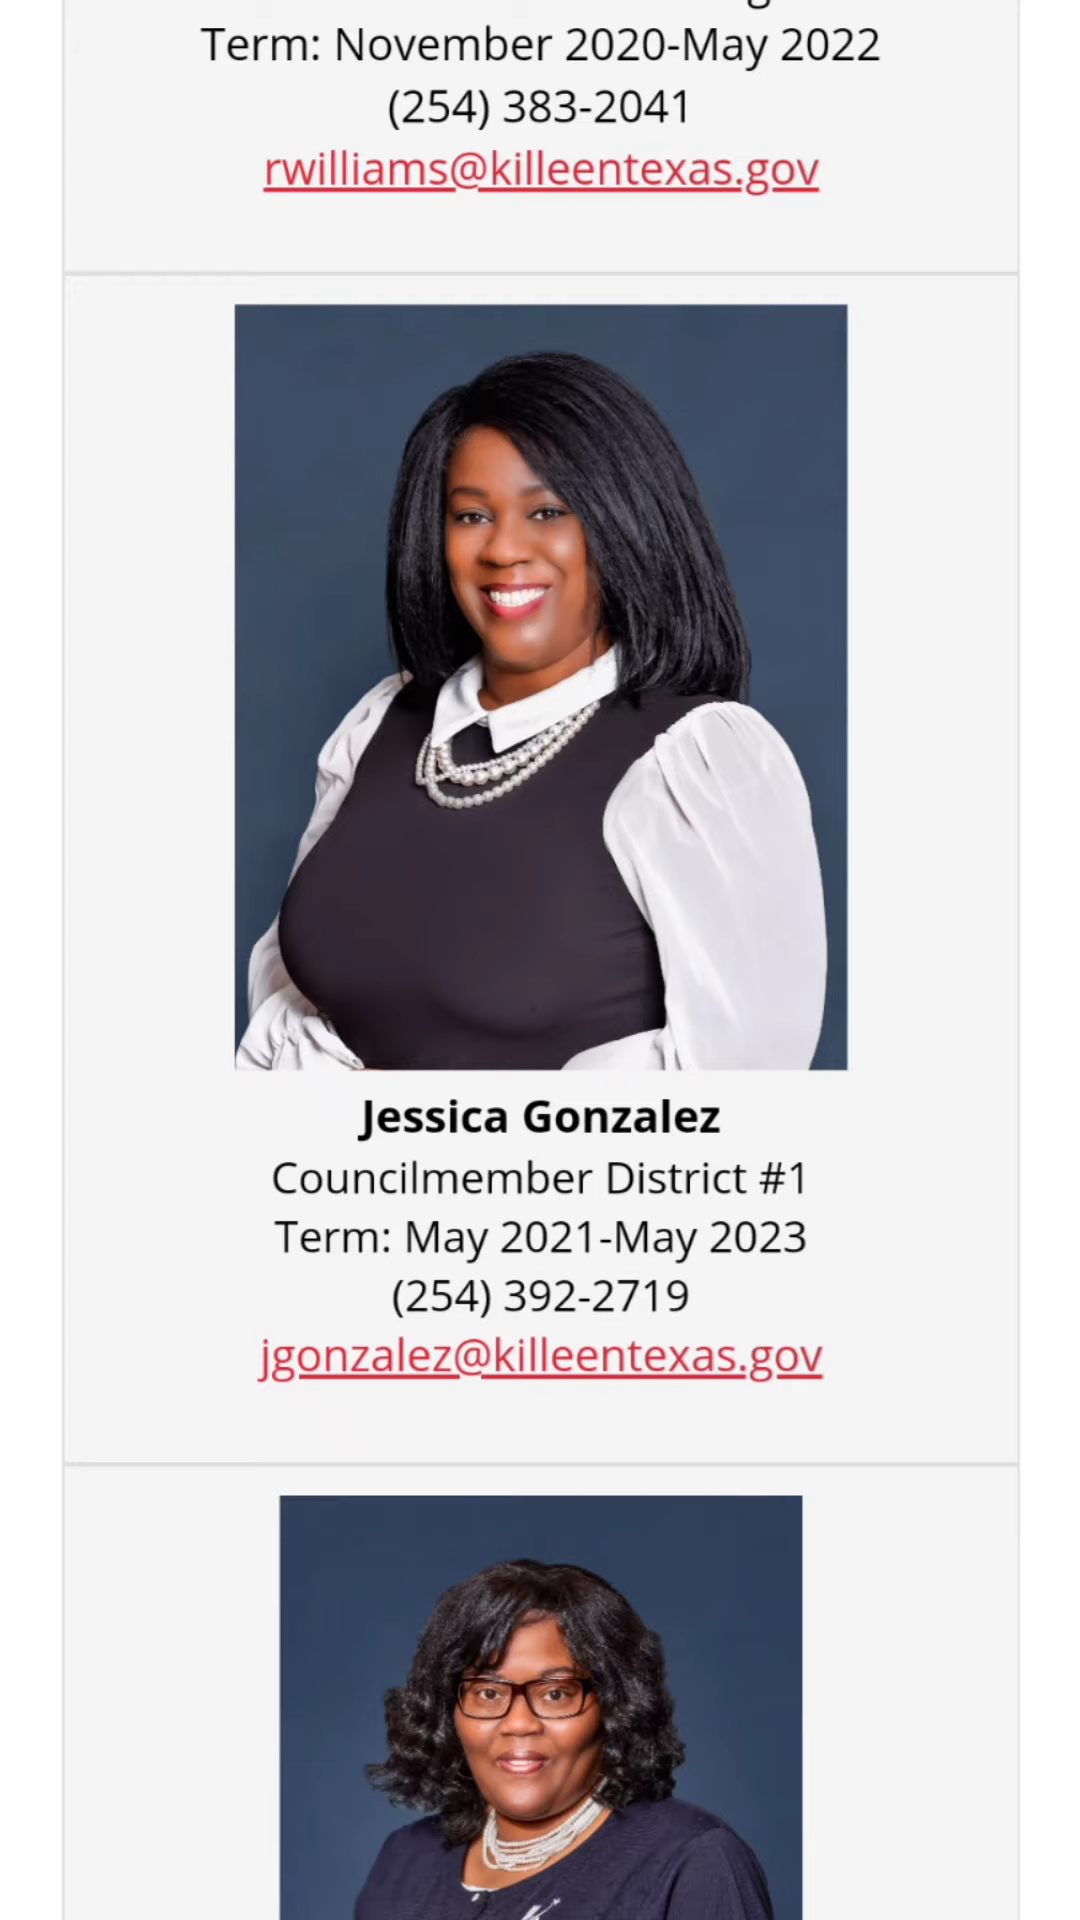 Term: November 2020-May 2022
(254) 383-2041
rwilliams@killeentexas.gov
Jessica Gonzalez
Councilmember District #1
Term: May 2021-May 2023
(254) 392-2719
jgonzalez@killeentexas.gov